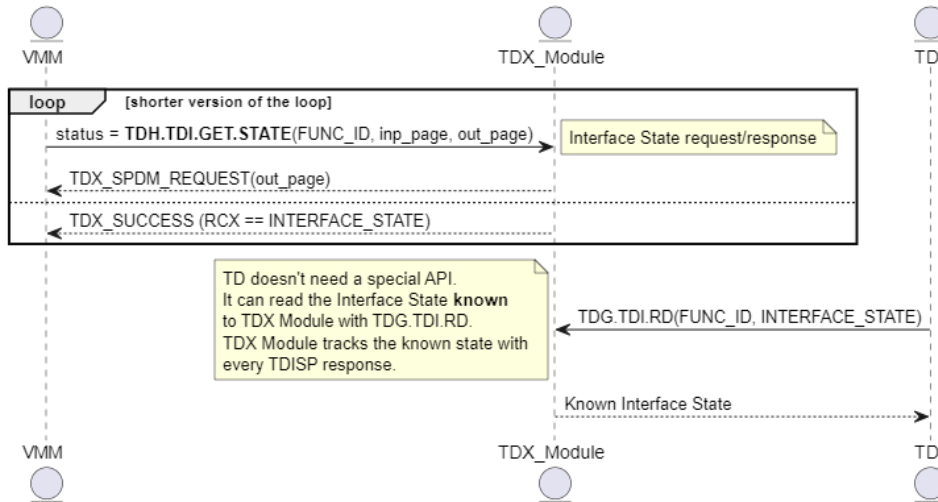 VMM
TDX_Module
TD
loop
[shorter version of the loop]
status = TDH.TDI.GET.STATE(FUNC_ID, inp_page, out_page)
Interface State request/response
TDX_SPDM_REQUEST(out_page)
TDX_SUCCESS (RCX == INTERFACE_STATE)
TD doesn't need a special API.
It can read the Interface State known
to TDX Module with TDG.TDI.RD.
TDX Module tracks the known state with
every TDISP response.
TDG.TDI.RD(FUNC_ID, INTERFACE_STATE)
Known Interface State
VMM
TDX_Module
TD